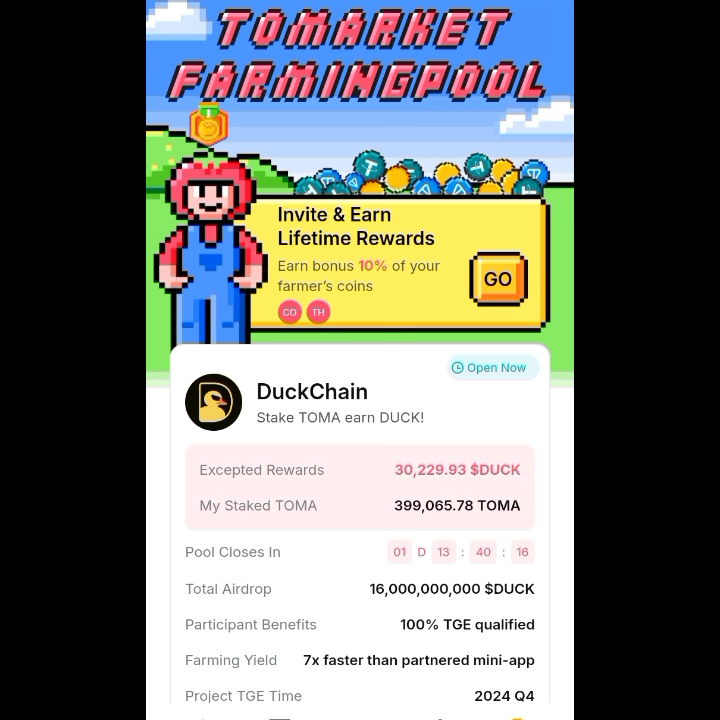 TOMARKET
FARMINGPOOL
Invite & Earn
Lifetime Rewards
Earn bonus 10% of your
farmer's coins
GO
CO TH
Open Now
DuckChain
Stake TOMA earn DUCK!
Excepted Rewards 30,229.93 $DUCK
My Staked TOMA 399,065.78 TOMA
Pool Closes In 01 D 13 : 40 : 16
Total Airdrop 16,000,000,000 $DUCK
Participant Benefits 100% TGE qualified
Farming Yield 7x faster than partnered mini-app
Project TGE Time 2024 Q4